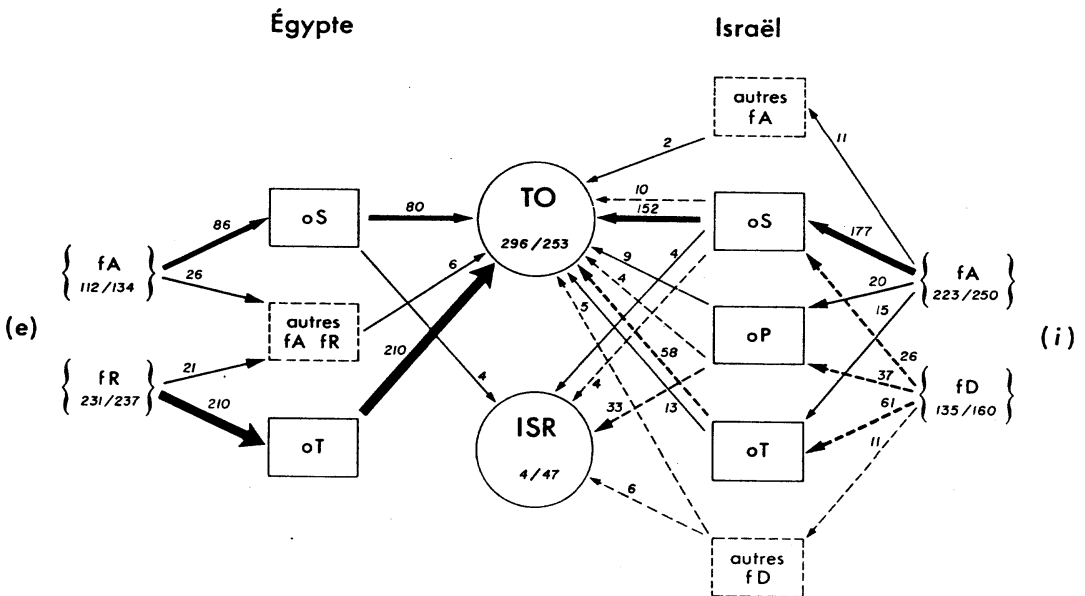 Égypte
Israël
autres
fA
11
2
TO
296/253
10
152
oS
80
oS
86
177
4
9
4
6
fA
112/134
26
fA
223/250
20
15
(e)
autres
fA fR
5
oP
(i)
210
58
26
37
21
4
4
fR
231/237
fD
135/160
210
33
13
61
ISR
4/47
oT
oT
11
6
autres
fD